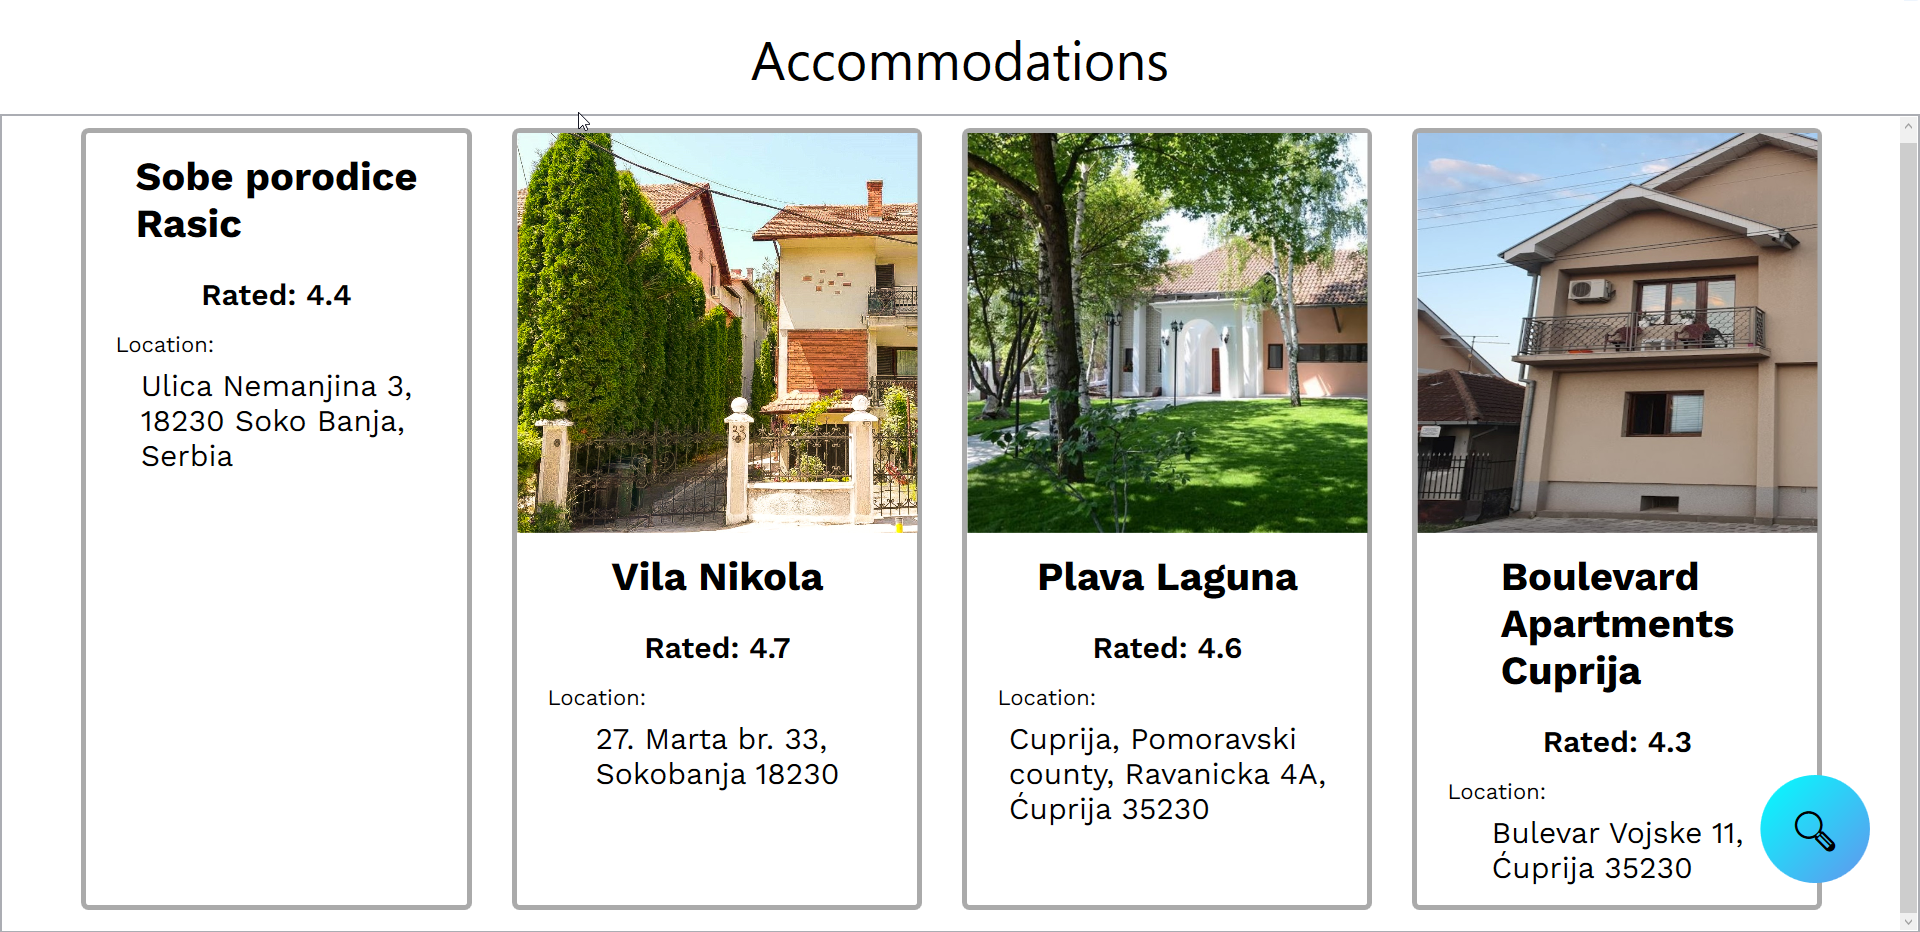 Accommodations
Sobe porodice
Rasic
Rated: 4.4
Location:
Ulica Nemanjina 3,
18230 Soko Banja,
Serbia
Vila Nikola
Rated: 4.7
Location:
27. Marta br. 33,
Sokobanja 18230
Plava Laguna
Rated: 4.6
Location:
Cuprija, Pomoravski
county, Ravanicka 4A,
Ćuprija 35230
Boulevard
Apartments
Cuprija
Rated: 4.3
Location:
Bulevar Vojske 11,
Ćuprija 35230